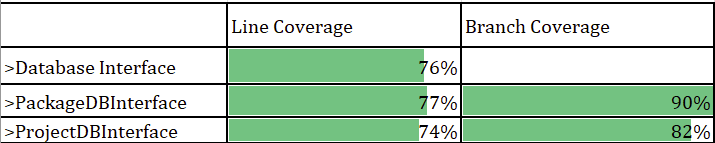 Line Coverage Branch Coverage
>Database Interface 76%
>PackageDBInterface 77% 90%
>ProjectDBInterface 74% 82%